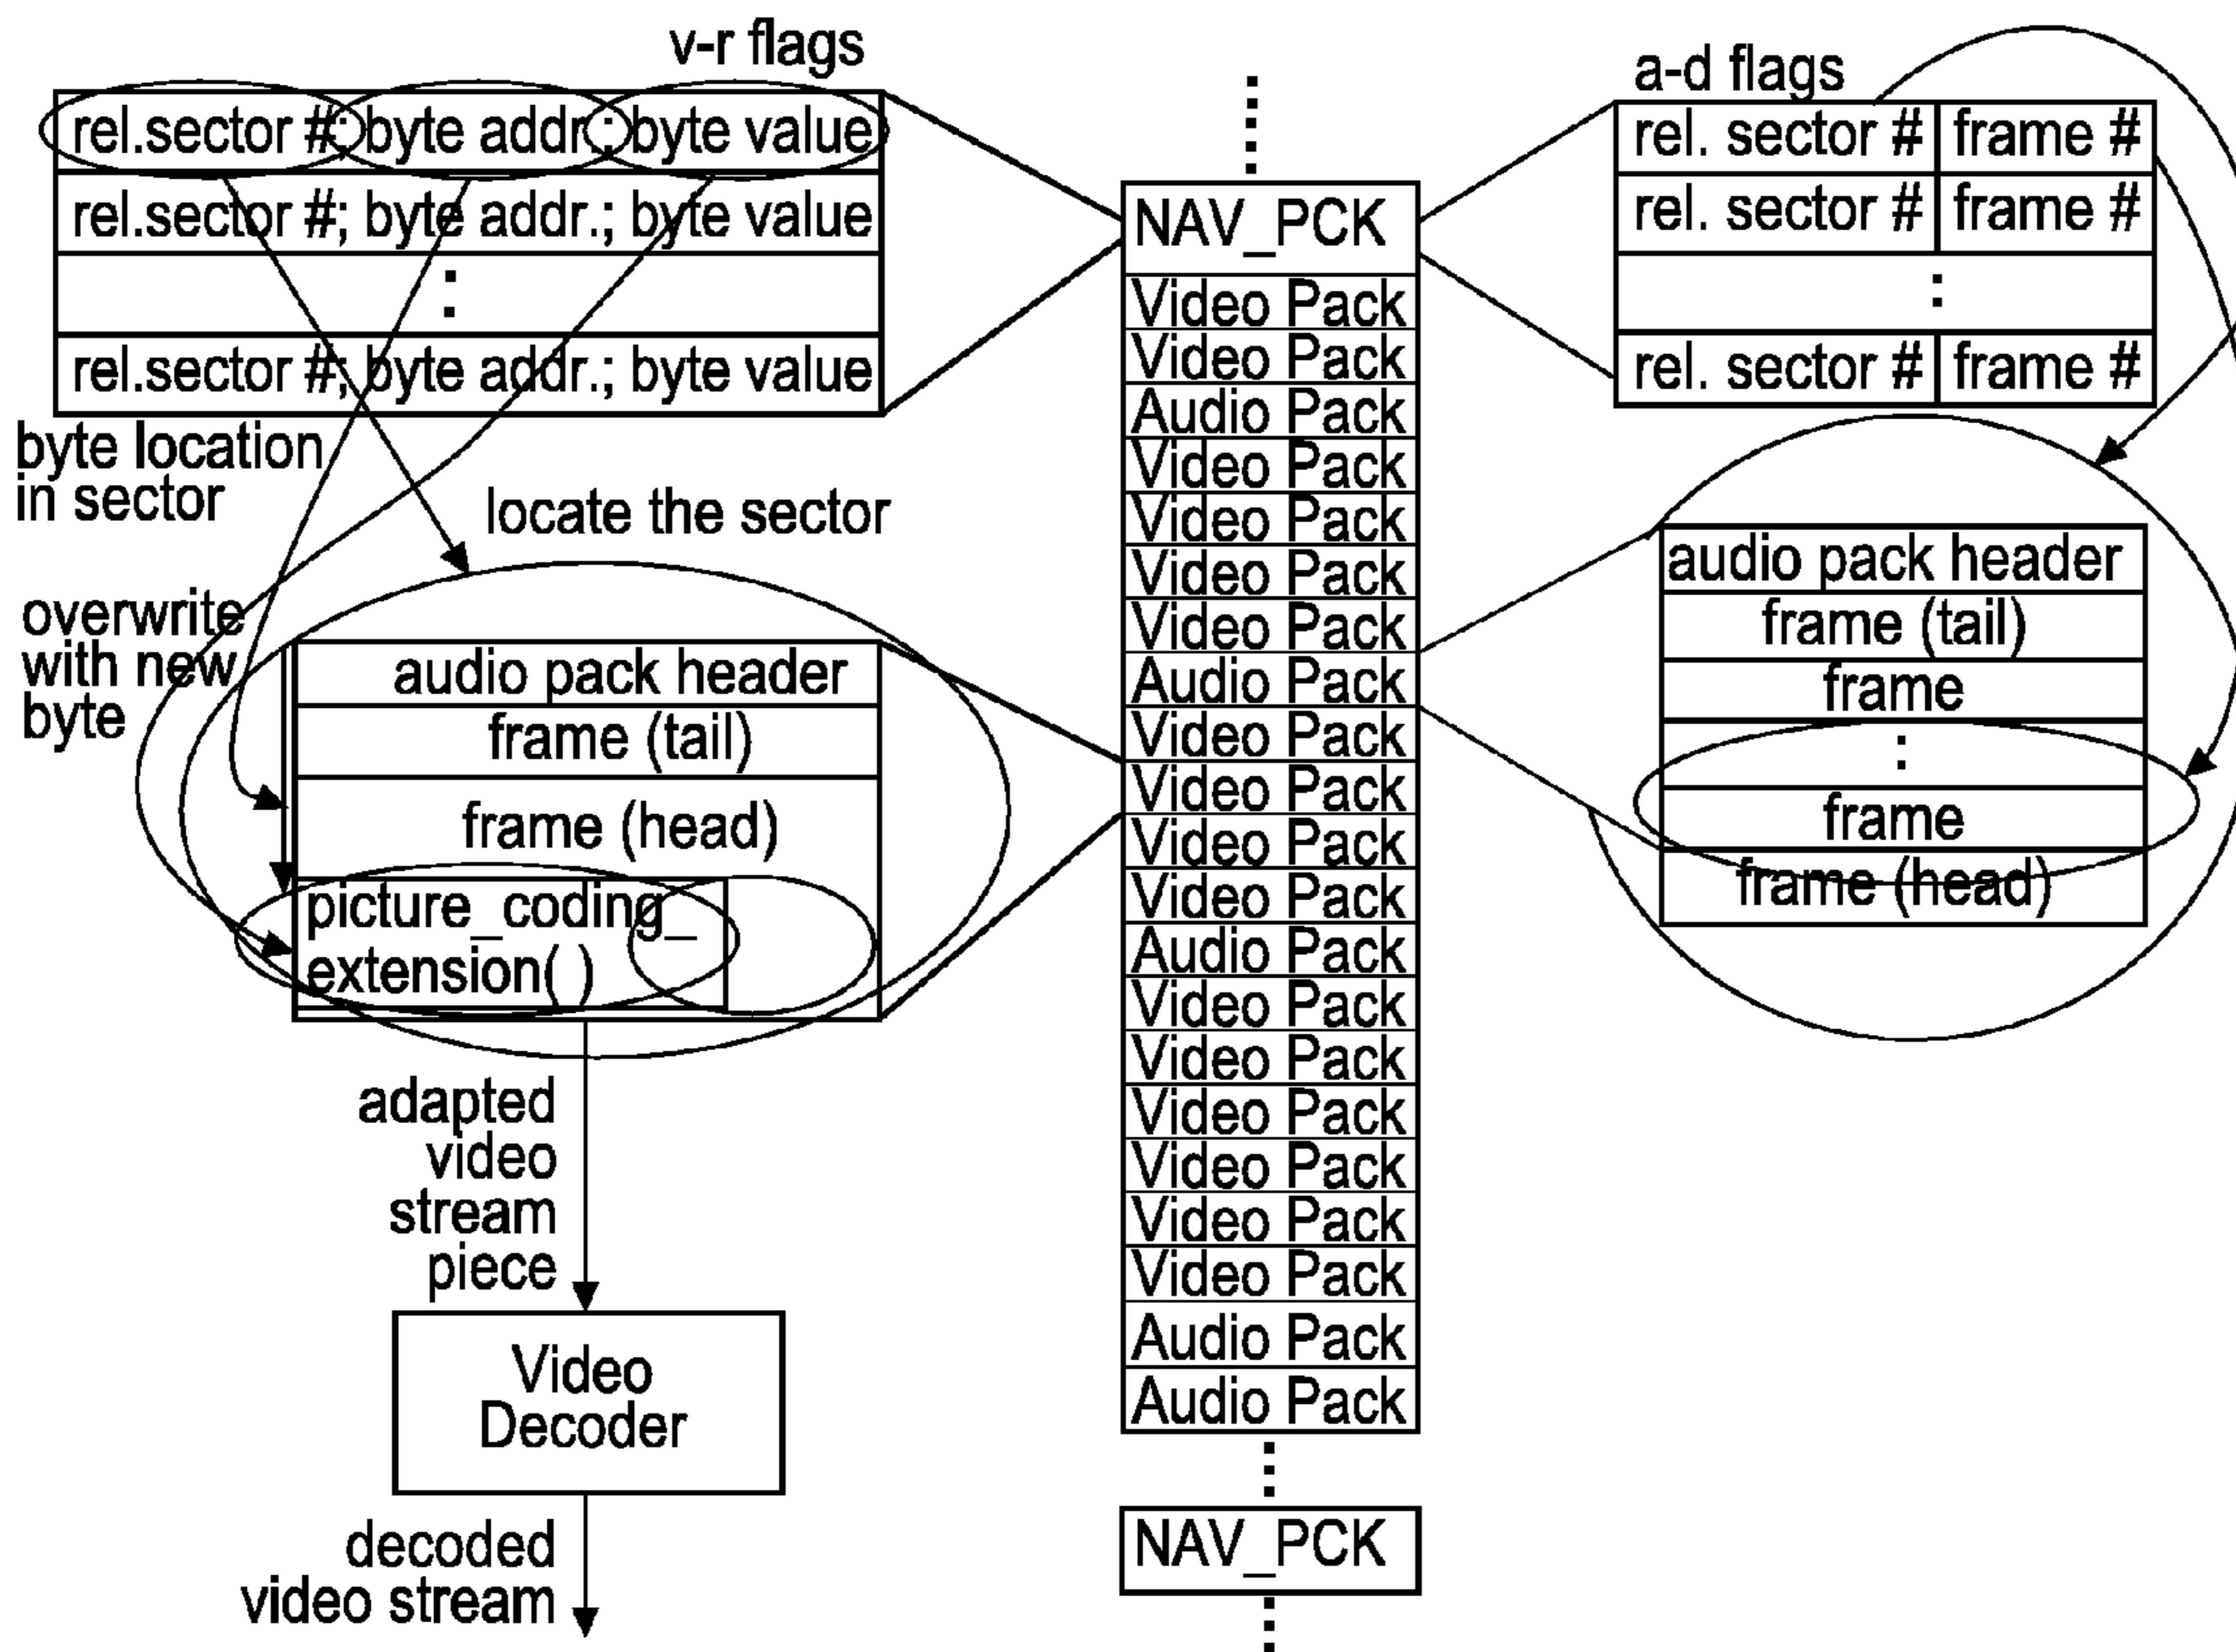 v-r flags
rel.sector #; byte addr.; byte value
rel.sector #; byte addr.; byte value
:
rel.sector #; byte addr.; byte value
byte location
in sector
locate the sector
overwrite
with new
byte
audio pack header
frame (tail)
frame (head)
picture_coding_
extension( )
adapted
video
stream
piece
Video
Decoder
decoded
video stream
NAV_PCK
Video Pack
Video Pack
Audio Pack
Video Pack
Video Pack
Video Pack
Video Pack
Audio Pack
Video Pack
Video Pack
Video Pack
Video Pack
Audio Pack
Video Pack
Video Pack
Video Pack
Video Pack
Video Pack
Video Pack
Audio Pack
Audio Pack
NAV_PCK
a-d flags
rel. sector # frame #
rel. sector # frame #
:
rel. sector # frame #
audio pack header
frame (tail)
frame
:
frame
frame (head)